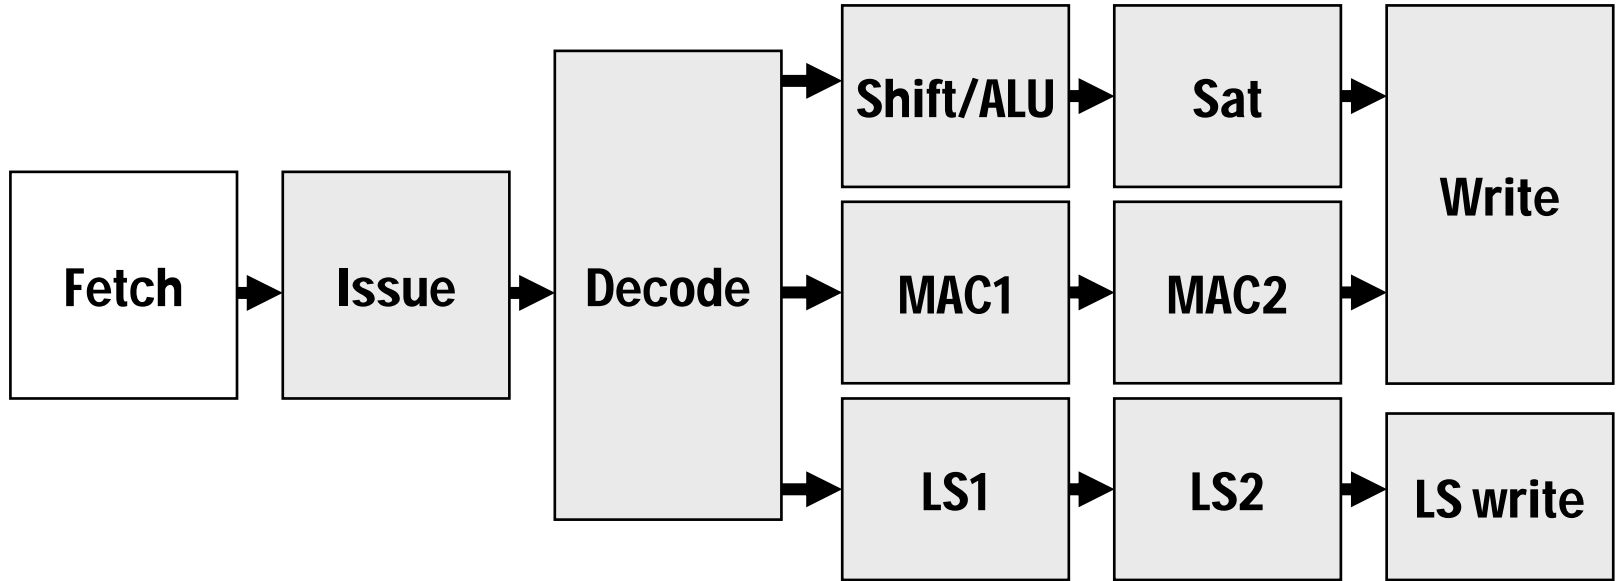 Fetch
Issue
Decode
Shift/ALU
Sat
Write
MAC1
MAC2
LS1
LS2
LS write